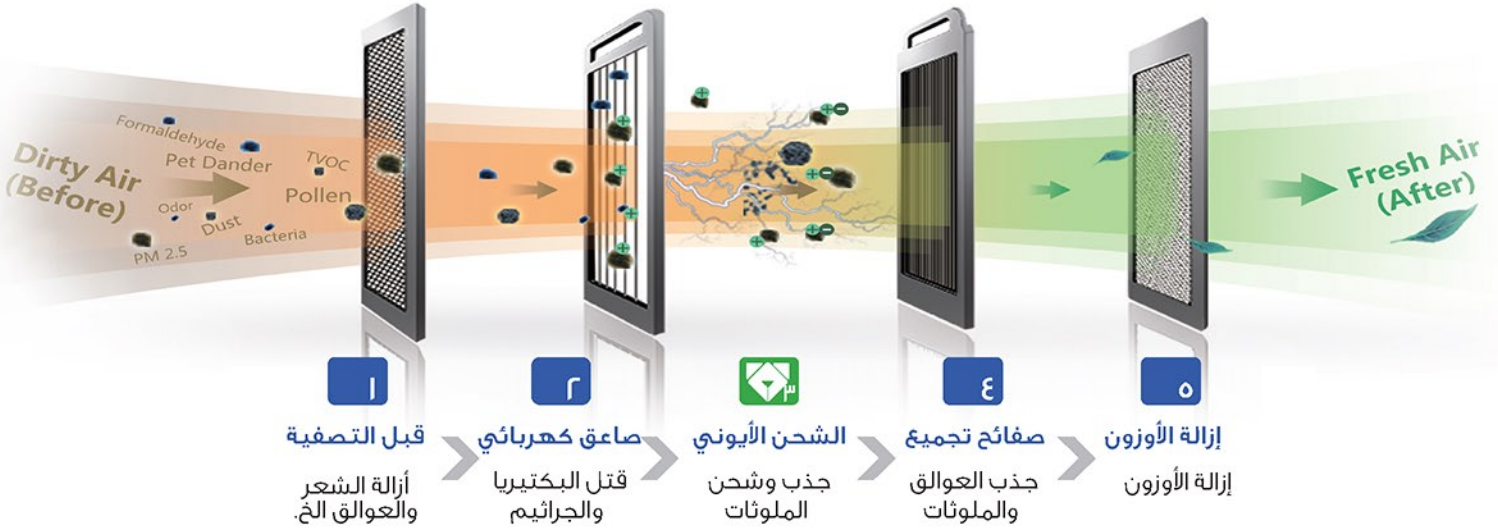 Dirty Air
(Before)
Formaldehyde
Pet Dander
TVOC
Pollen
Odor
Dust
Bacteria
PM 2.5
Fresh Air
(After)
١
قبل التصفية
أزالة الشعر
والعوالق الخ.
٢
صاعق كهربائي
قتل البكتيريا
والجراثيم
٣
الشحن الأيوني
جذب وشحن
الملوثات
٤
صفائح تجميع
جذب العوالق
والملوثات
٥
إزالة الأوزون
إزالة الأوزون